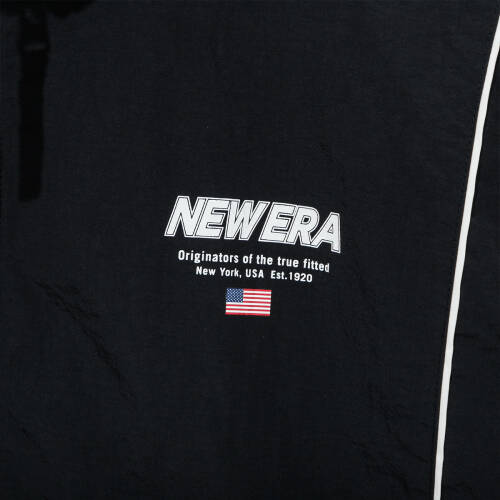 NEW ERA
Originators of the true fitted
New York, USA Est.1920